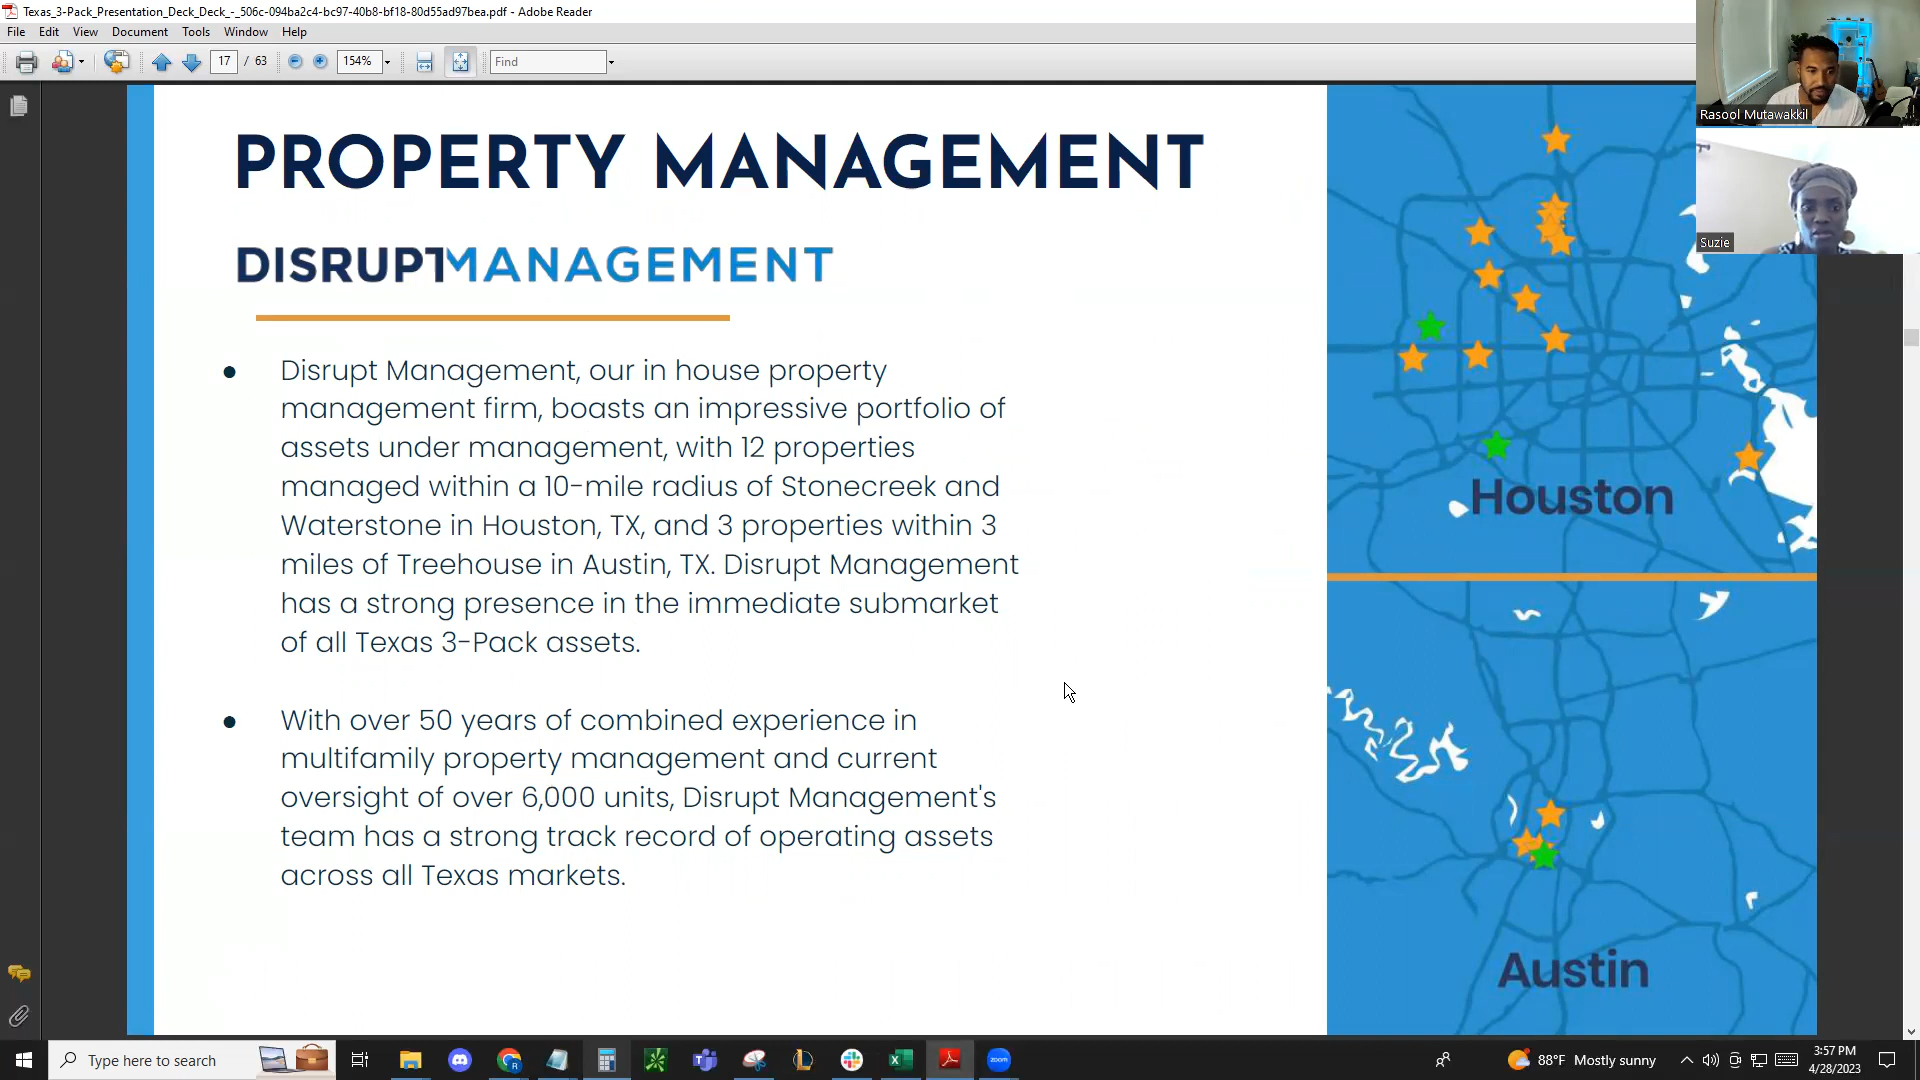 Texas_3-Pack_Presentation_Deck_Deck_-_506c-094ba2c4-bc97-40b8-bf18-80d55ad97bea.pdf - Adobe Reader
File Edit View Document Tools Window Help
17 / 63 154% Find
Rasool Mutawakkil
Suzie
PROPERTY MANAGEMENT
DISRUPTMANAGEMENT
● Disrupt Management, our in house property
management firm, boasts an impressive portfolio of
assets under management, with 12 properties
managed within a 10-mile radius of Stonecreek and
Waterstone in Houston, TX, and 3 properties within 3
miles of Treehouse in Austin, TX. Disrupt Management
has a strong presence in the immediate submarket
of all Texas 3-Pack assets.
● With over 50 years of combined experience in
multifamily property management and current
oversight of over 6,000 units, Disrupt Management's
team has a strong track record of operating assets
across all Texas markets.
Houston
Austin
Type here to search
zoom
88°F Mostly sunny
3:57 PM
4/28/2023